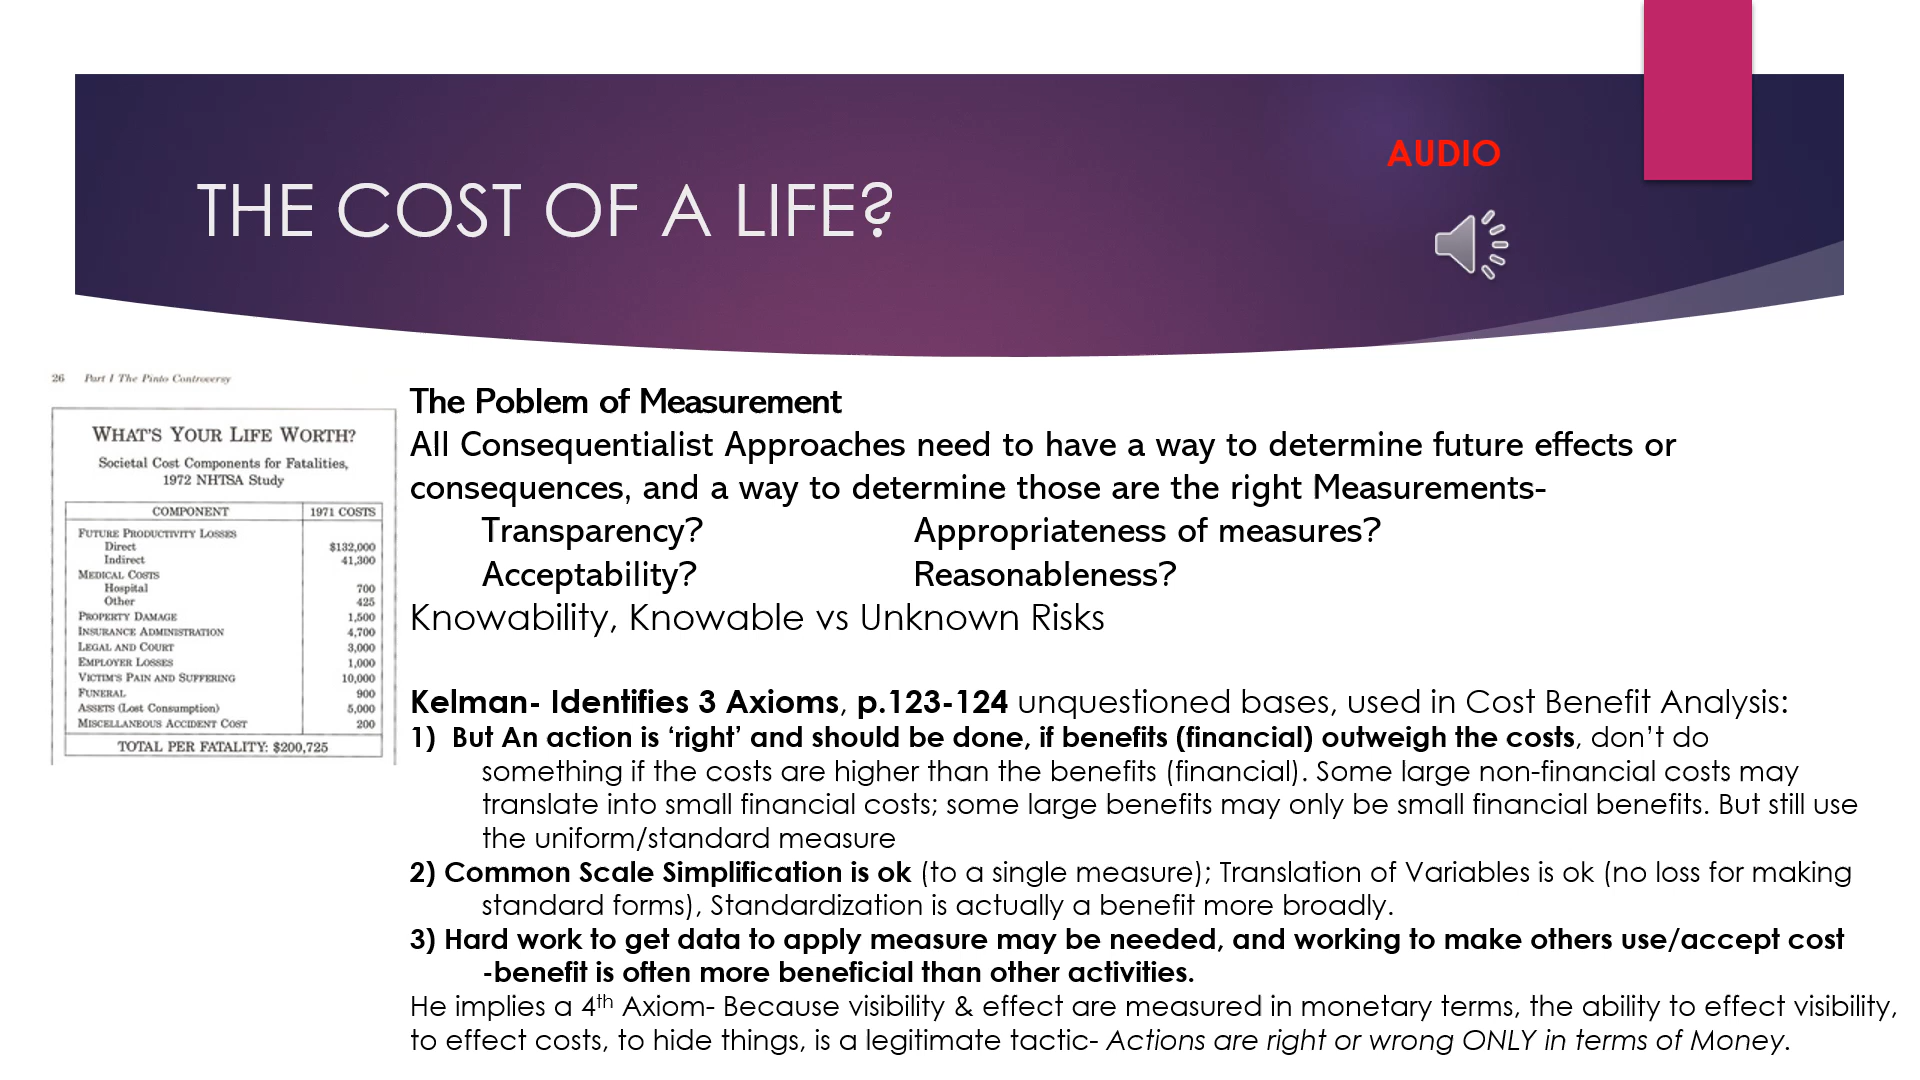 AUDIO
THE COST OF A LIFE?
26 Part I The Pinto Controversy
WHAT'S YOUR LIFE WORTH?
Societal Cost Components for Fatalities,
1972 NHTSA Study
COMPONENT 1971 COSTS
FUTURE PRODUCTIVITY LOSSES
Direct $132,000
Indirect 41,300
MEDICAL COSTS
Hospital 700
Other 425
PROPERTY DAMAGE 1,500
INSURANCE ADMINISTRATION 4,700
LEGAL AND COURT 3,000
EMPLOYER LOSSES 1,000
VICTIM'S PAIN AND SUFFERING 10,000
FUNERAL 900
ASSETS (Lost Consumption) 5,000
MISCELLANEOUS ACCIDENT COST 200
TOTAL PER FATALITY: $200,725
The Poblem of Measurement
All Consequentialist Approaches need to have a way to determine future effects or
consequences, and a way to determine those are the right Measurements-
Transparency? Appropriateness of measures?
Acceptability? Reasonableness?
Knowability, Knowable vs Unknown Risks
Kelman- Identifies 3 Axioms, p.123-124 unquestioned bases, used in Cost Benefit Analysis:
1) But An action is ‘right’ and should be done, if benefits (financial) outweigh the costs, don’t do
something if the costs are higher than the benefits (financial). Some large non-financial costs may
translate into small financial costs; some large benefits may only be small financial benefits. But still use
the uniform/standard measure
2) Common Scale Simplification is ok (to a single measure); Translation of Variables is ok (no loss for making
standard forms), Standardization is actually a benefit more broadly.
3) Hard work to get data to apply measure may be needed, and working to make others use/accept cost
-benefit is often more beneficial than other activities.
He implies a 4th Axiom- Because visibility & effect are measured in monetary terms, the ability to effect visibility,
to effect costs, to hide things, is a legitimate tactic- Actions are right or wrong ONLY in terms of Money.